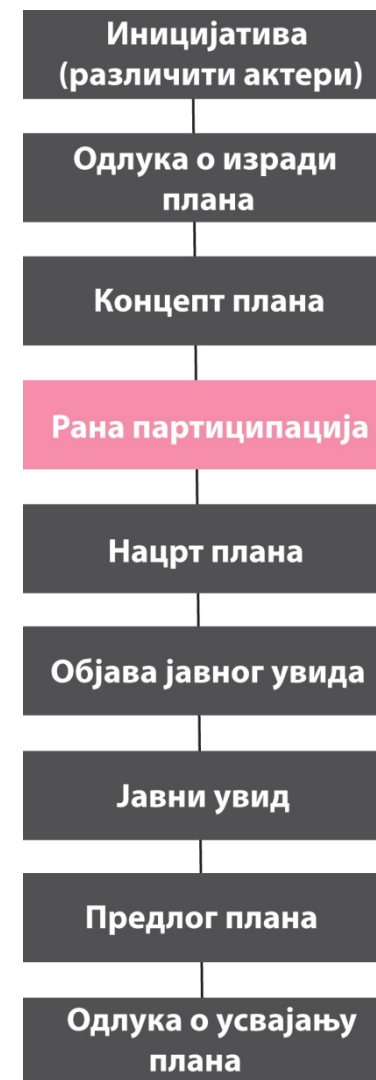 Иницијатива
(различити актери)
Одлука о изради
плана
Концепт плана
Рана партиципација
Нацрт плана
Објава јавног увида
Јавни увид
Предлог плана
Одлука о усвајању
плана